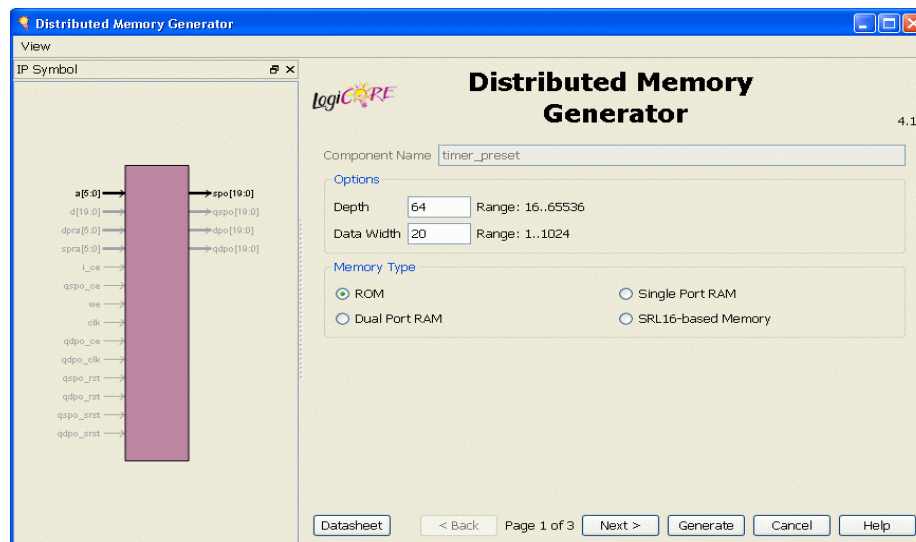 Distributed Memory Generator
View
IP Symbol
a[5:0]
d[19:0]
dpra[5:0]
spra[5:0]
i_ce
qspo_ce
we
clk
qdpo_ce
qdpo_clk
qspo_rst
qdpo_rst
qspo_srst
qdpo_srst
spo[19:0]
qspo[19:0]
dpo[19:0]
qdpo[19:0]
LogiCORE
Distributed Memory
Generator
4.1
Component Name timer_preset
Options
Depth 64 Range: 16..65536
Data Width 20 Range: 1..1024
Memory Type
ROM Single Port RAM
Dual Port RAM SRL16-based Memory
Datasheet < Back Page 1 of 3 Next > Generate Cancel Help